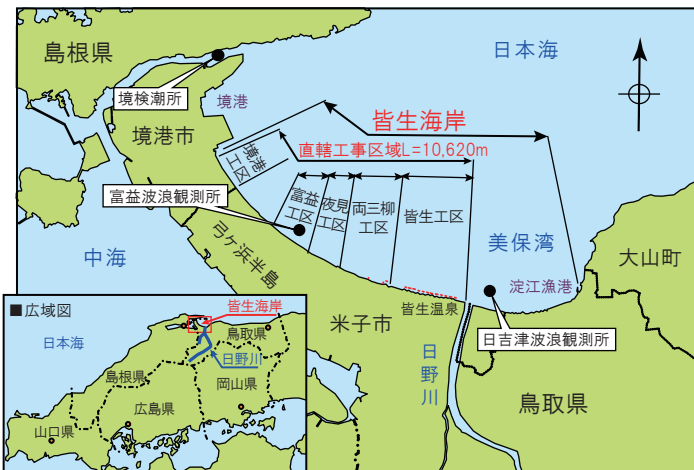 島根県
日本海
境検潮所
境港
皆生海岸
境港市
直轄工事区域L=10,620m
境港
工区
富益波浪観測所
富益
工区
夜見
工区
両三柳
工区
皆生工区
中海
弓ヶ浜半島
美保湾
大山町
淀江漁港
皆生温泉
米子市
日吉津波浪観測所
日野川
鳥取県
■広域図
皆生海岸
日本海
鳥取県
日野川
島根県
岡山県
広島県
山口県